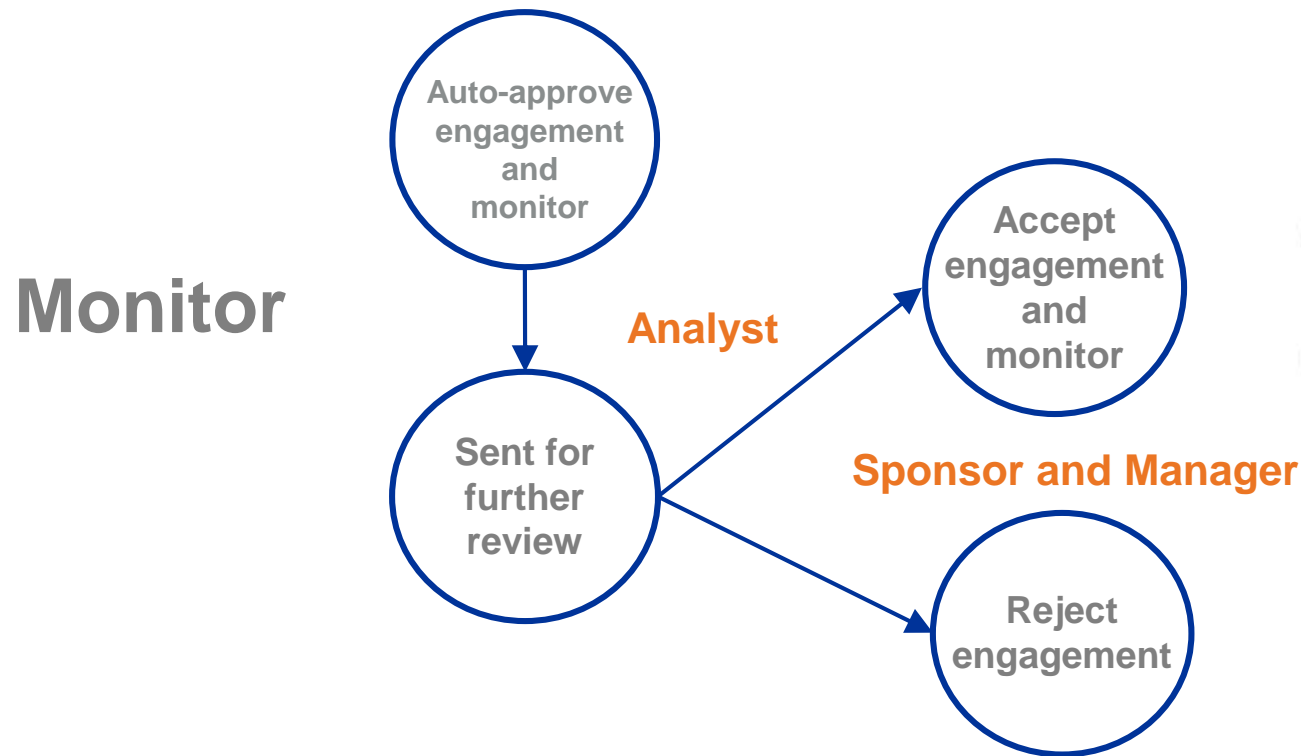 Auto-approve
engagement
and
monitor
Monitor
Analyst
Accept
engagement
and
monitor
Sent for
further
review
Sponsor and Manager
Reject
engagement